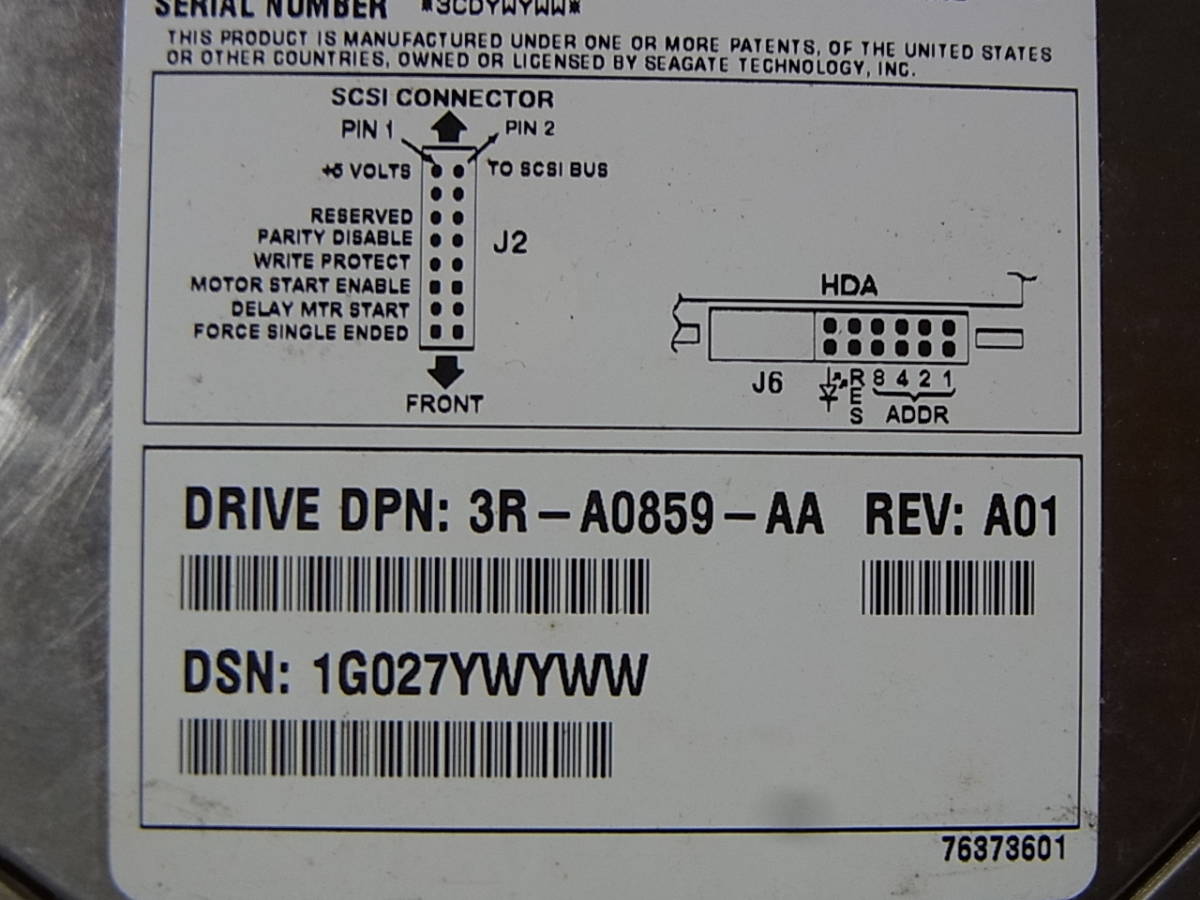 SERIAL NUMBER *3CDYWYWW*
THIS PRODUCT IS MANUFACTURED UNDER ONE OR MORE PATENTS, OF THE UNITED STATES
OR OTHER COUNTRIES, OWNED OR LICENSED BY SEAGATE TECHNOLOGY, INC.
SCSI CONNECTOR
PIN 1 PIN 2
+5 VOLTS TO SCSI BUS
RESERVED
PARITY DISABLE J2
WRITE PROTECT
MOTOR START ENABLE
DELAY MTR START
FORCE SINGLE ENDED
FRONT
HDA
J6 RES 8 4 2 1
ADDR
DRIVE DPN: 3R-A0859-AA REV: A01
DSN: 1G027YWYWW
76373601